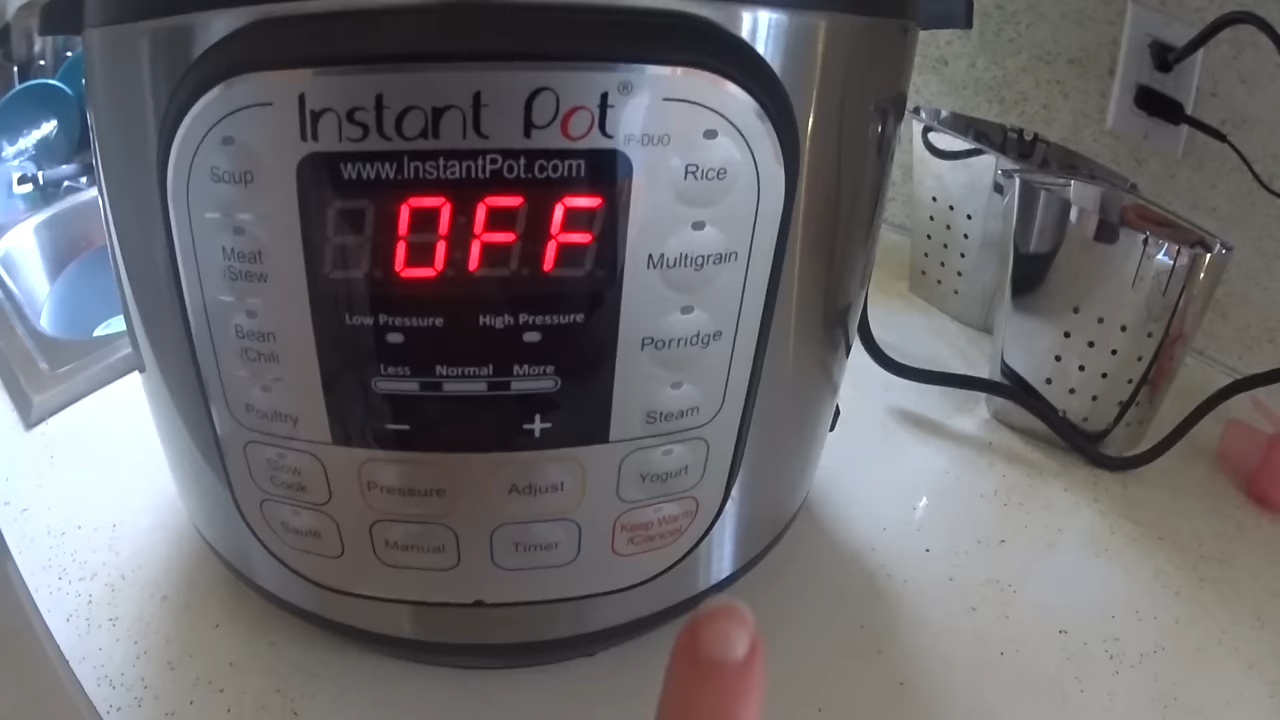 Instant Pot®
IP-DUO
www.InstantPot.com
OFF
Low Pressure
High Pressure
Less
Normal
More
−
+
Soup
Meat
/Stew
Bean
/Chili
Poultry
Rice
Multigrain
Porridge
Steam
Slow
Cook
Pressure
Adjust
Yogurt
Saute
Manual
Timer
Keep Warm
/Cancel